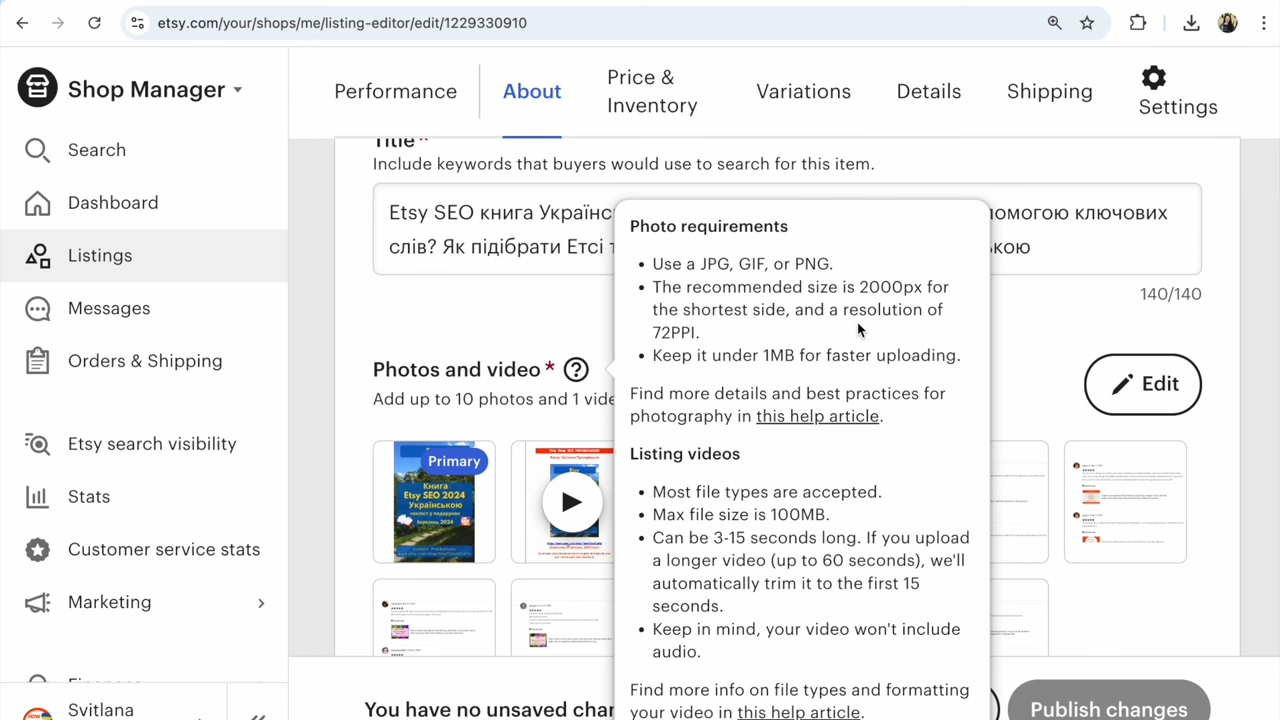 etsy.com/your/shops/me/listing-editor/edit/1229330910
Shop Manager
Search
Dashboard
Listings
Messages
Orders & Shipping
Etsy search visibility
Stats
Customer service stats
Marketing
Svitlana
Performance
About
Price &
Inventory
Variations
Details
Shipping
Settings
Title*
Include keywords that buyers would use to search for this item.
Etsy SEO книга Українс помогою ключових
слів? Як підібрати Етсі т кою
140/140
Photos and video*
Add up to 10 photos and 1 vide
Edit
Primary
Книга
Etsy SEO 2024
Українською
чекліст у подарунок
Photo requirements
Use a JPG, GIF, or PNG.
The recommended size is 2000px for
the shortest side, and a resolution of
72PPI.
Keep it under 1MB for faster uploading.
Find more details and best practices for
photography in this help article.
Listing videos
Most file types are accepted.
Max file size is 100MB.
Can be 3-15 seconds long. If you upload
a longer video (up to 60 seconds), we'll
automatically trim it to the first 15
seconds.
Keep in mind, your video won't include
audio.
Find more info on file types and formatting
your video in this help article.
You have no unsaved chan
Publish changes